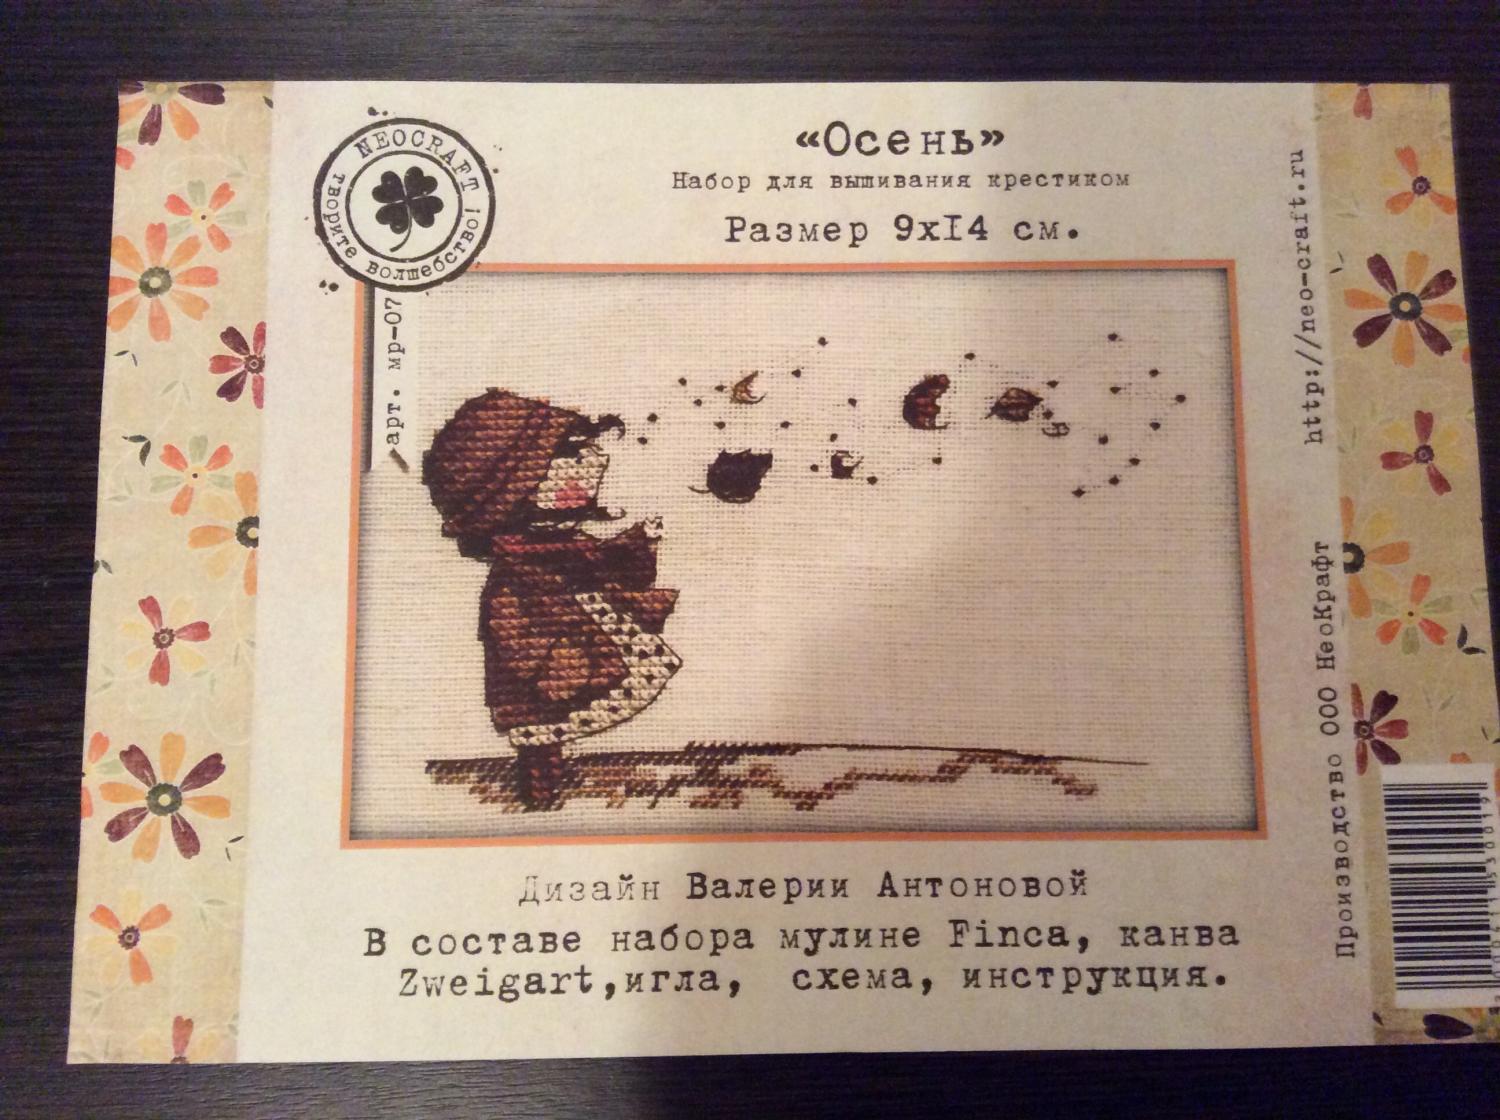 «Осень»
Набор для вышивания крестиком
Размер 9х14 см.
NEOCRAFT
творите волшебство!
арт. мр-07
http://neo-craft.ru
Производство ООО НеоКрафт
Дизайн Валерии Антоновой
В составе набора мулине Finca, канва
Zweigart,игла, схема, инструкция.